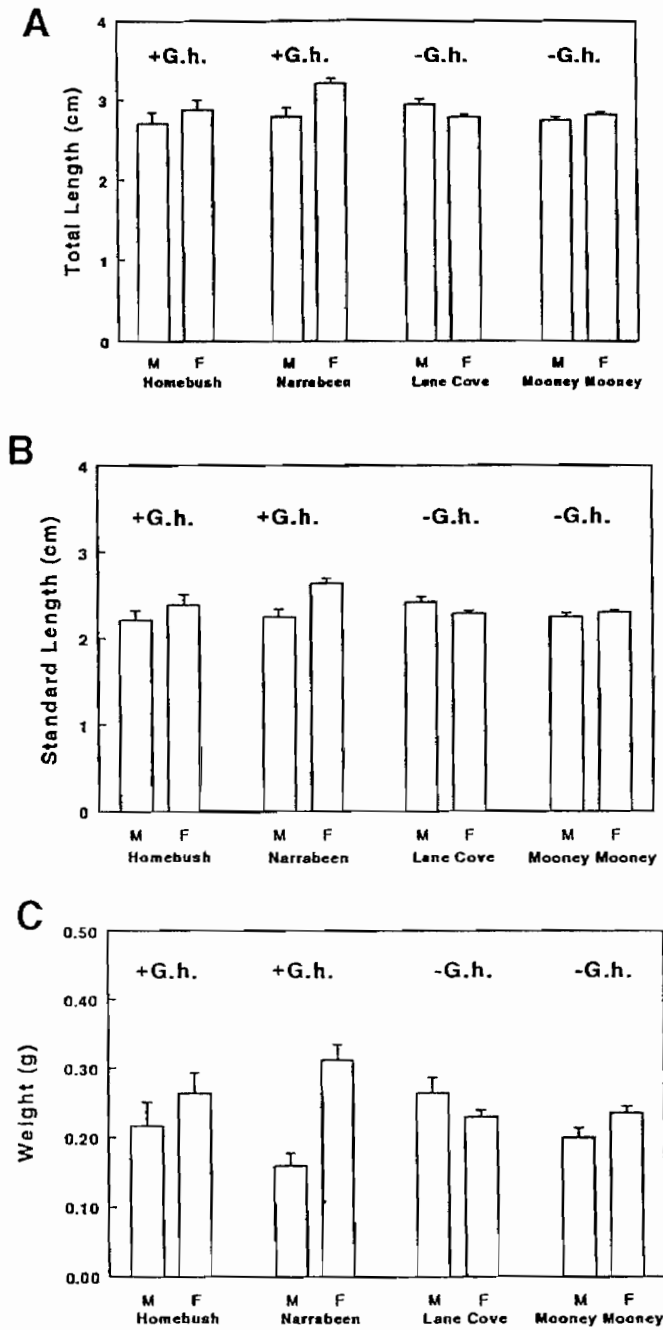 A
4
+G.h. +G.h. -G.h. -G.h.
3
Total Length (cm)
2
1
0
M F M F M F M F
Homebush Narrabeen Lane Cove Mooney Mooney
B
4
+G.h. +G.h. -G.h. -G.h.
3
Standard Length (cm)
2
1
0
M F M F M F M F
Homebush Narrabeen Lane Cove Mooney Mooney
C
0.50
+G.h. +G.h. -G.h. -G.h.
0.40
Weight (g)
0.30
0.20
0.10
0.00
M F M F M F M F
Homebush Narrabeen Lane Cove Mooney Mooney